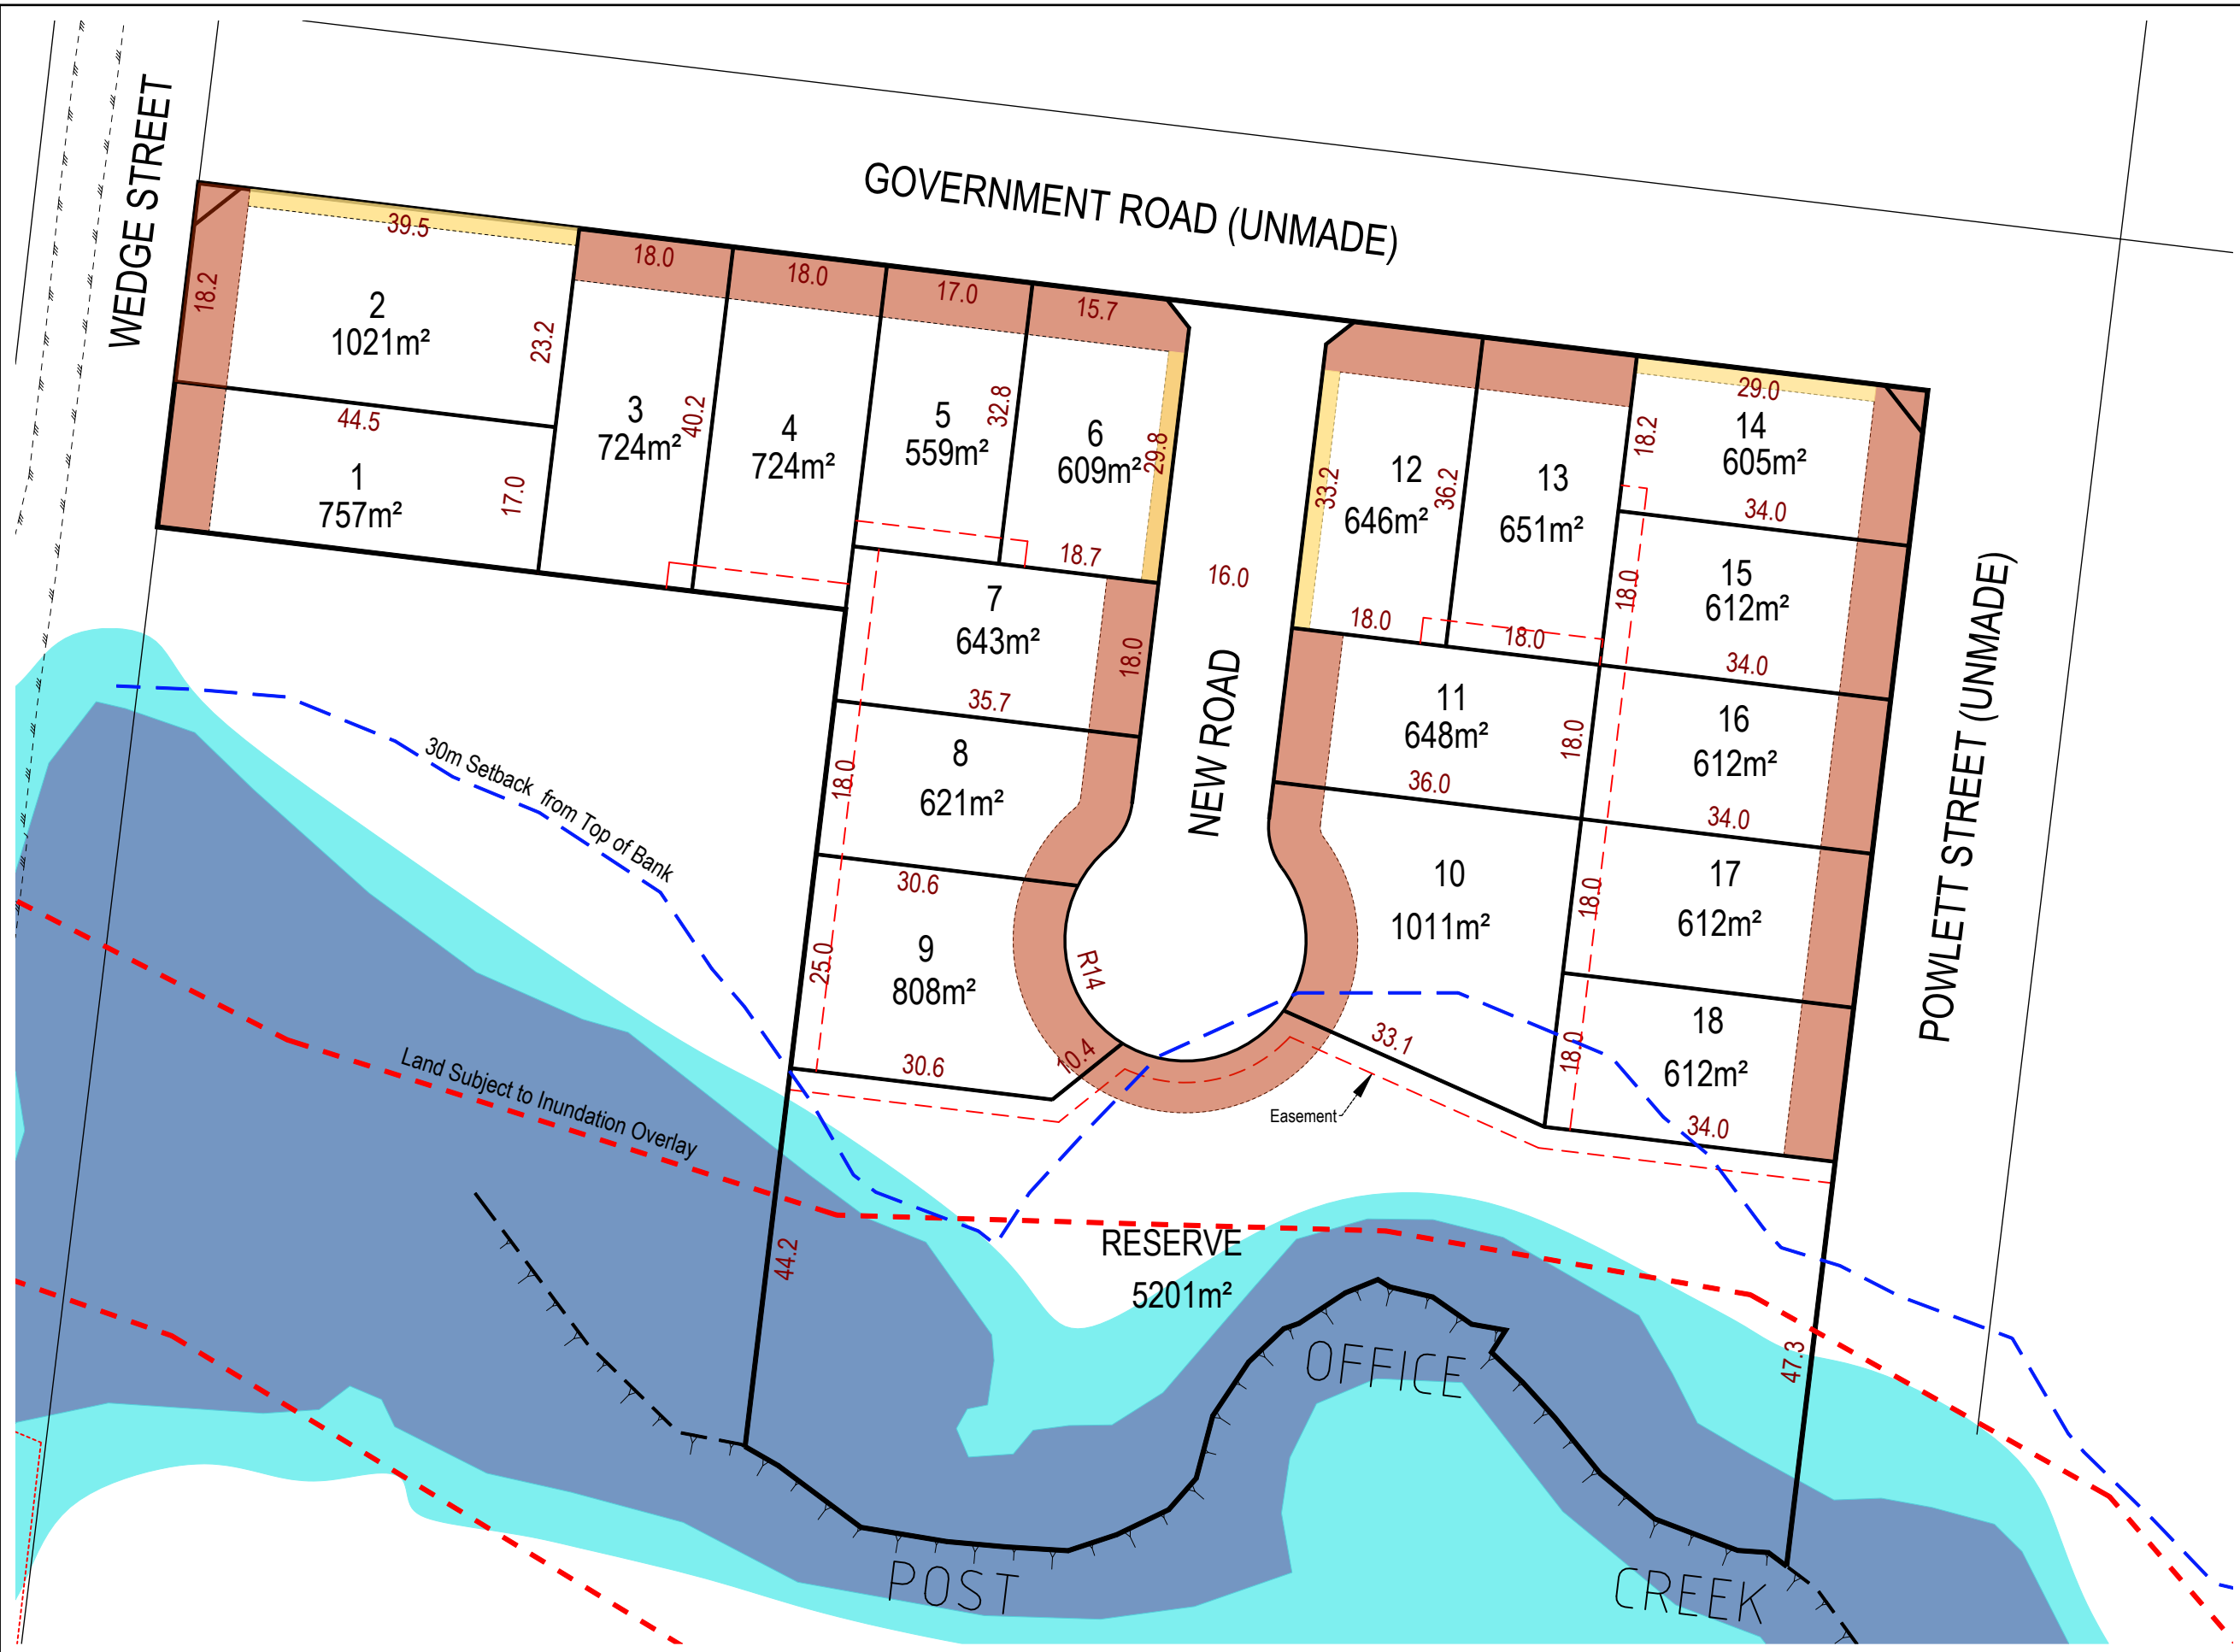 WEDGE STREET
GOVERNMENT ROAD (UNMADE)
39.5
18.2
2
1021m²
23.2
44.5
1
757m²
17.0
18.0
3
724m²
40.2
18.0
4
724m²
17.0
5
559m²
32.8
15.7
6
609m²
29.8
18.7
7
643m²
18.0
35.7
8
621m²
18.0
30.6
9
808m²
25.0
30.6
10.4
R14
16.0
NEW ROAD
33.2
12
646m²
36.2
18.0
13
651m²
18.0
18.2
29.0
14
605m²
34.0
15
612m²
18.0
34.0
11
648m²
18.0
36.0
16
612m²
34.0
10
1011m²
18.0
17
612m²
33.1
18.0
18
612m²
34.0
POWLETT STREET (UNMADE)
30m Setback from Top of Bank
Land Subject to Inundation Overlay
Easement
44.2
RESERVE
5201m²
47.3
POST
OFFICE
CREEK